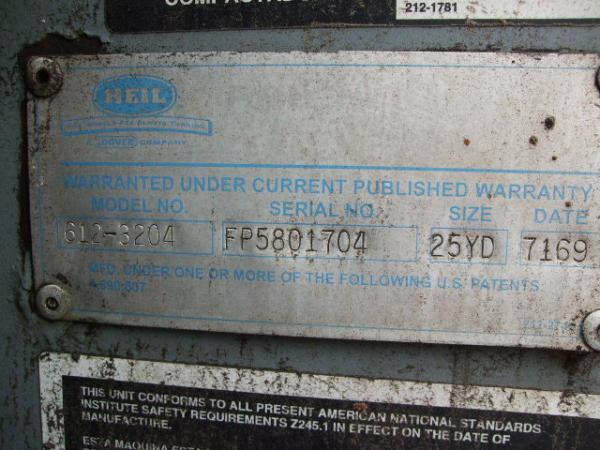 212-1781
HEIL
A DOVER COMPANY
WARRANTED UNDER CURRENT PUBLISHED WARRANTY
MODEL NO. SERIAL NO. SIZE DATE
612-3204 FP5801704 25YD 7169
MFD. UNDER ONE OR MORE OF THE FOLLOWING U.S. PATENTS:
THIS UNIT CONFORMS TO ALL PRESENT AMERICAN NATIONAL STANDARDS
INSTITUTE SAFETY REQUIREMENTS Z245.1 IN EFFECT ON THE DATE OF
MANUFACTURE.
ESTA MAQUINA